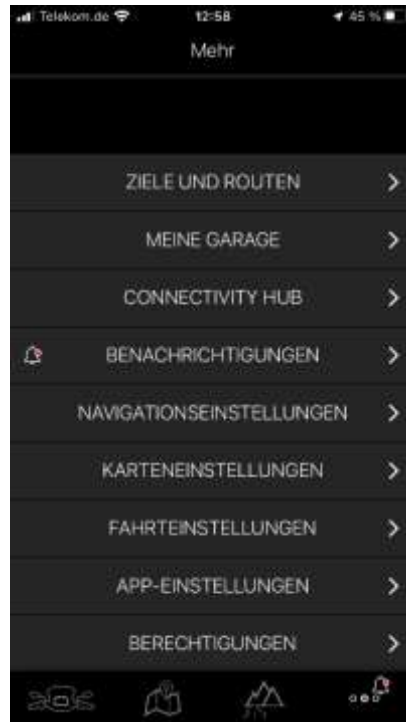 Telekom.de 12:58 45 %
Mehr
ZIELE UND ROUTEN
MEINE GARAGE
CONNECTIVITY HUB
BENACHRICHTIGUNGEN
NAVIGATIONSEINSTELLUNGEN
KARTENEINSTELLUNGEN
FAHRTEINSTELLUNGEN
APP-EINSTELLUNGEN
BERECHTIGUNGEN